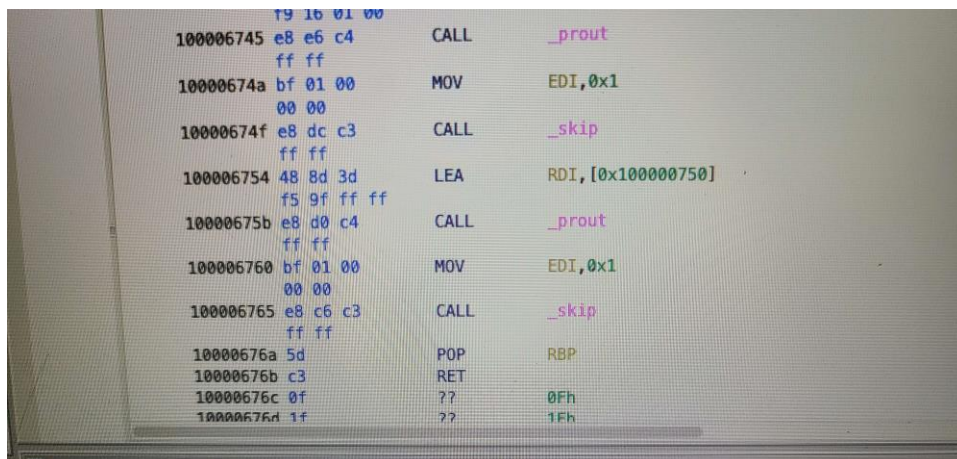 f9 16 01 00
100006745 e8 e6 c4 CALL _prout
ff ff
10000674a bf 01 00 MOV EDI,0x1
00 00
10000674f e8 dc c3 CALL _skip
ff ff
100006754 48 8d 3d LEA RDI,[0x100000750]
f5 9f ff ff
10000675b e8 d0 c4 CALL _prout
ff ff
100006760 bf 01 00 MOV EDI,0x1
00 00
100006765 e8 c6 c3 CALL _skip
ff ff
10000676a 5d POP RBP
10000676b c3 RET
10000676c 0f ?? 0Fh
10000676d 1f ?? 1Fh